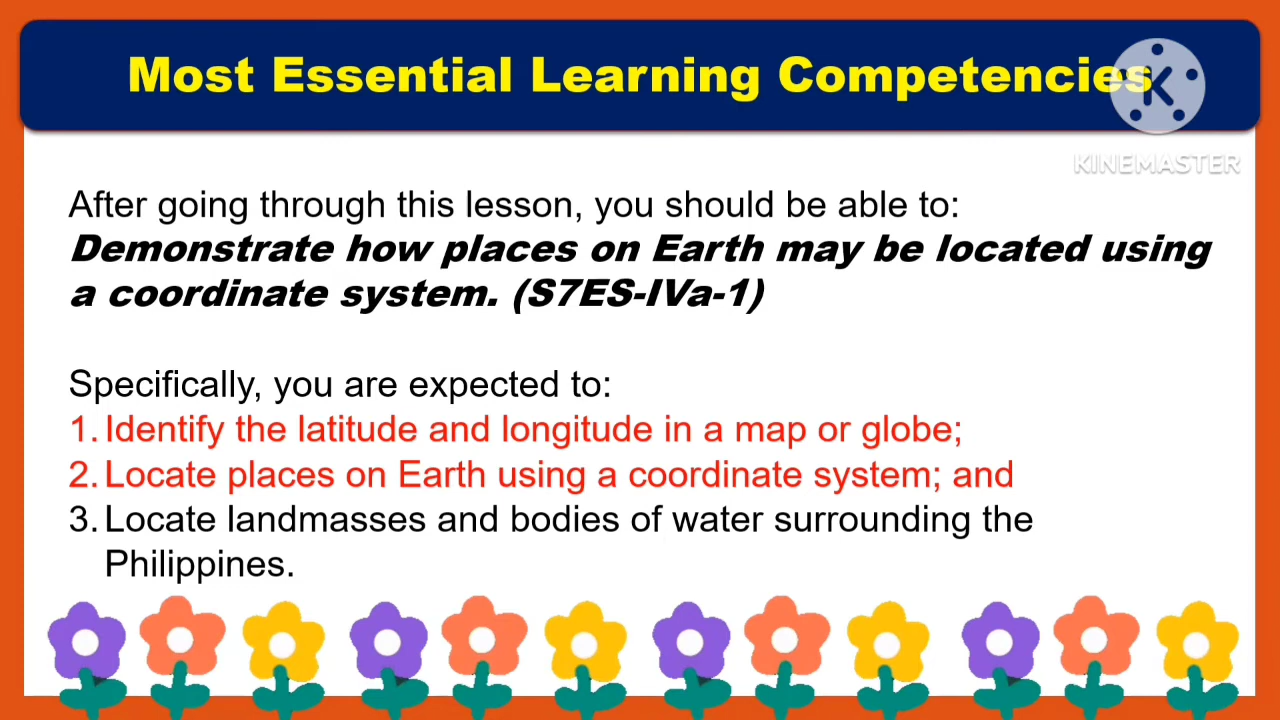 Most Essential Learning Competencies
K
KINEMASTER
After going through this lesson, you should be able to:
Demonstrate how places on Earth may be located using
a coordinate system. (S7ES-IVa-1)
Specifically, you are expected to:
1. Identify the latitude and longitude in a map or globe;
2. Locate places on Earth using a coordinate system; and
3. Locate landmasses and bodies of water surrounding the
Philippines.